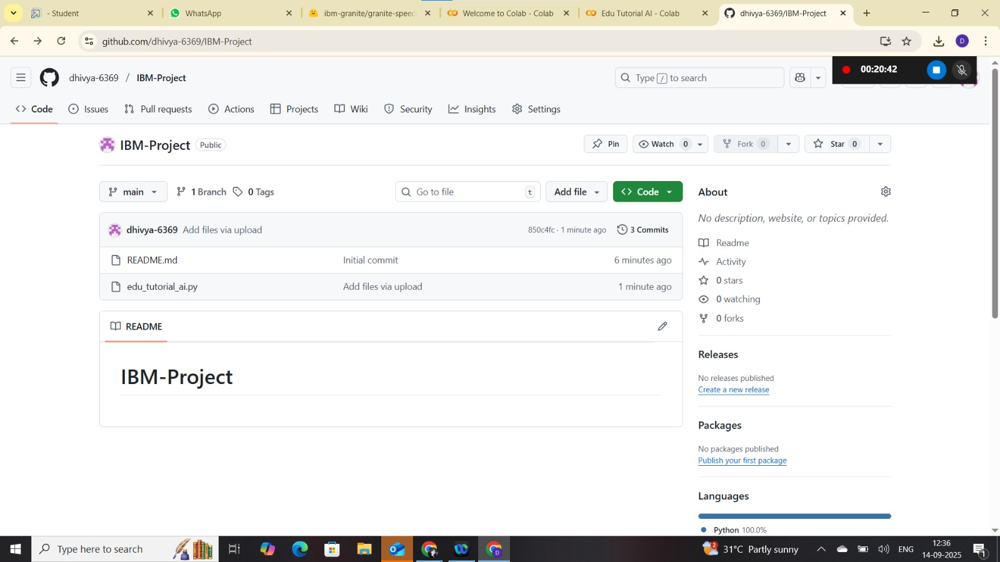 - Student
WhatsApp
ibm-granite/granite-speec
Welcome to Colab - Colab
Edu Tutorial AI - Colab
dhivya-6369/IBM-Project
github.com/dhivya-6369/IBM-Project
D
00:20:42
dhivya-6369 / IBM-Project
Type / to search
Code
Issues
Pull requests
Actions
Projects
Wiki
Security
Insights
Settings
IBM-Project
Public
Pin
Watch 0
Fork 0
Star 0
main
1 Branch
0 Tags
Go to file
t
Add file
Code
dhivya-6369 Add files via upload
850c4fc · 1 minute ago
3 Commits
README.md
Initial commit
6 minutes ago
edu_tutorial_ai.py
Add files via upload
1 minute ago
README
IBM-Project
About
No description, website, or topics provided.
Readme
Activity
0 stars
0 watching
0 forks
Releases
No releases published
Create a new release
Packages
No packages published
Publish your first package
Languages
Python 100.0%
Type here to search
D
2
31°C Partly sunny
ENG
12:36
14-09-2025
1